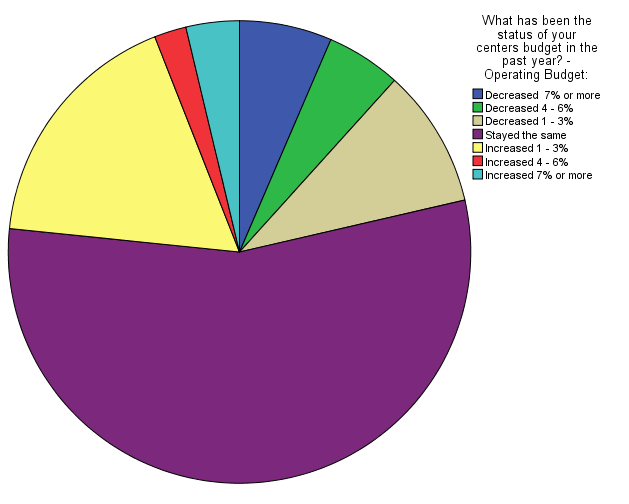 What has been the
status of your
centers budget in the
past year? -
Operating Budget:
Decreased  7% or more
Decreased 4 - 6%
Decreased 1 - 3%
Stayed the same
Increased 1 - 3%
Increased 4 - 6%
Increased 7% or more